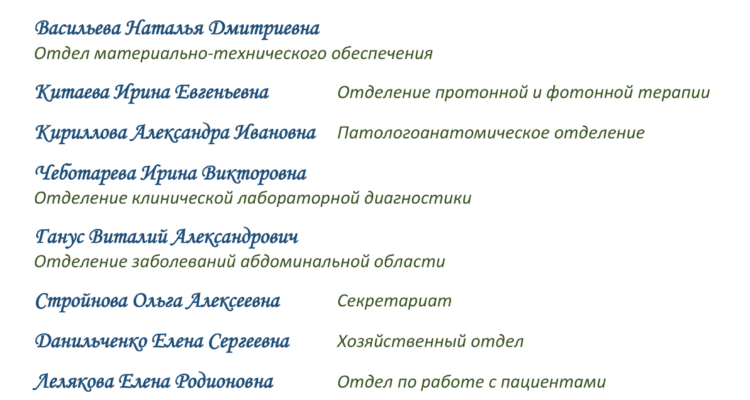 Васильева Наталья Дмитриевна
Отдел материально-технического обеспечения
Китаева Ирина Евгеньевна Отделение протонной и фотонной терапии
Кириллова Александра Ивановна Патологоанатомическое отделение
Чеботарева Ирина Викторовна
Отделение клинической лабораторной диагностики
Ганус Виталий Александрович
Отделение заболеваний абдоминальной области
Стройнова Ольга Алексеевна Секретариат
Данильченко Елена Сергеевна Хозяйственный отдел
Лелякова Елена Родионовна Отдел по работе с пациентами